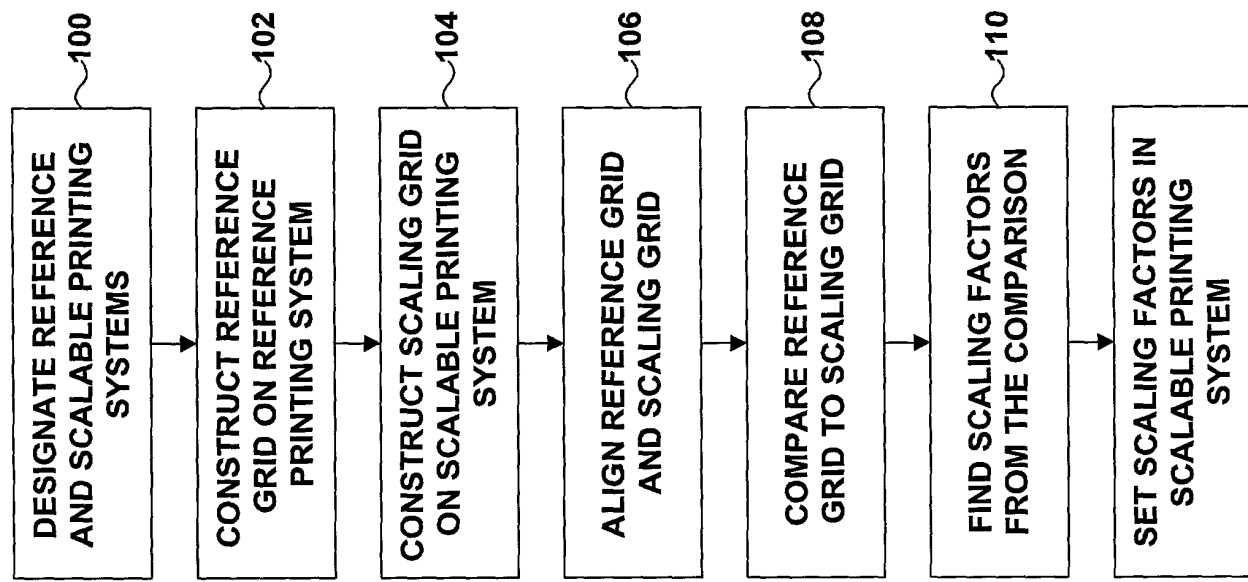 DESIGNATE REFERENCE
AND SCALABLE PRINTING
SYSTEMS
100
CONSTRUCT REFERENCE
GRID ON REFERENCE
PRINTING SYSTEM
102
CONSTRUCT SCALING GRID
ON SCALABLE PRINTING
SYSTEM
104
ALIGN REFERENCE GRID
AND SCALING GRID
106
COMPARE REFERENCE
GRID TO SCALING GRID
108
FIND SCALING FACTORS
FROM THE COMPARISON
110
SET SCALING FACTORS IN
SCALABLE PRINTING
SYSTEM